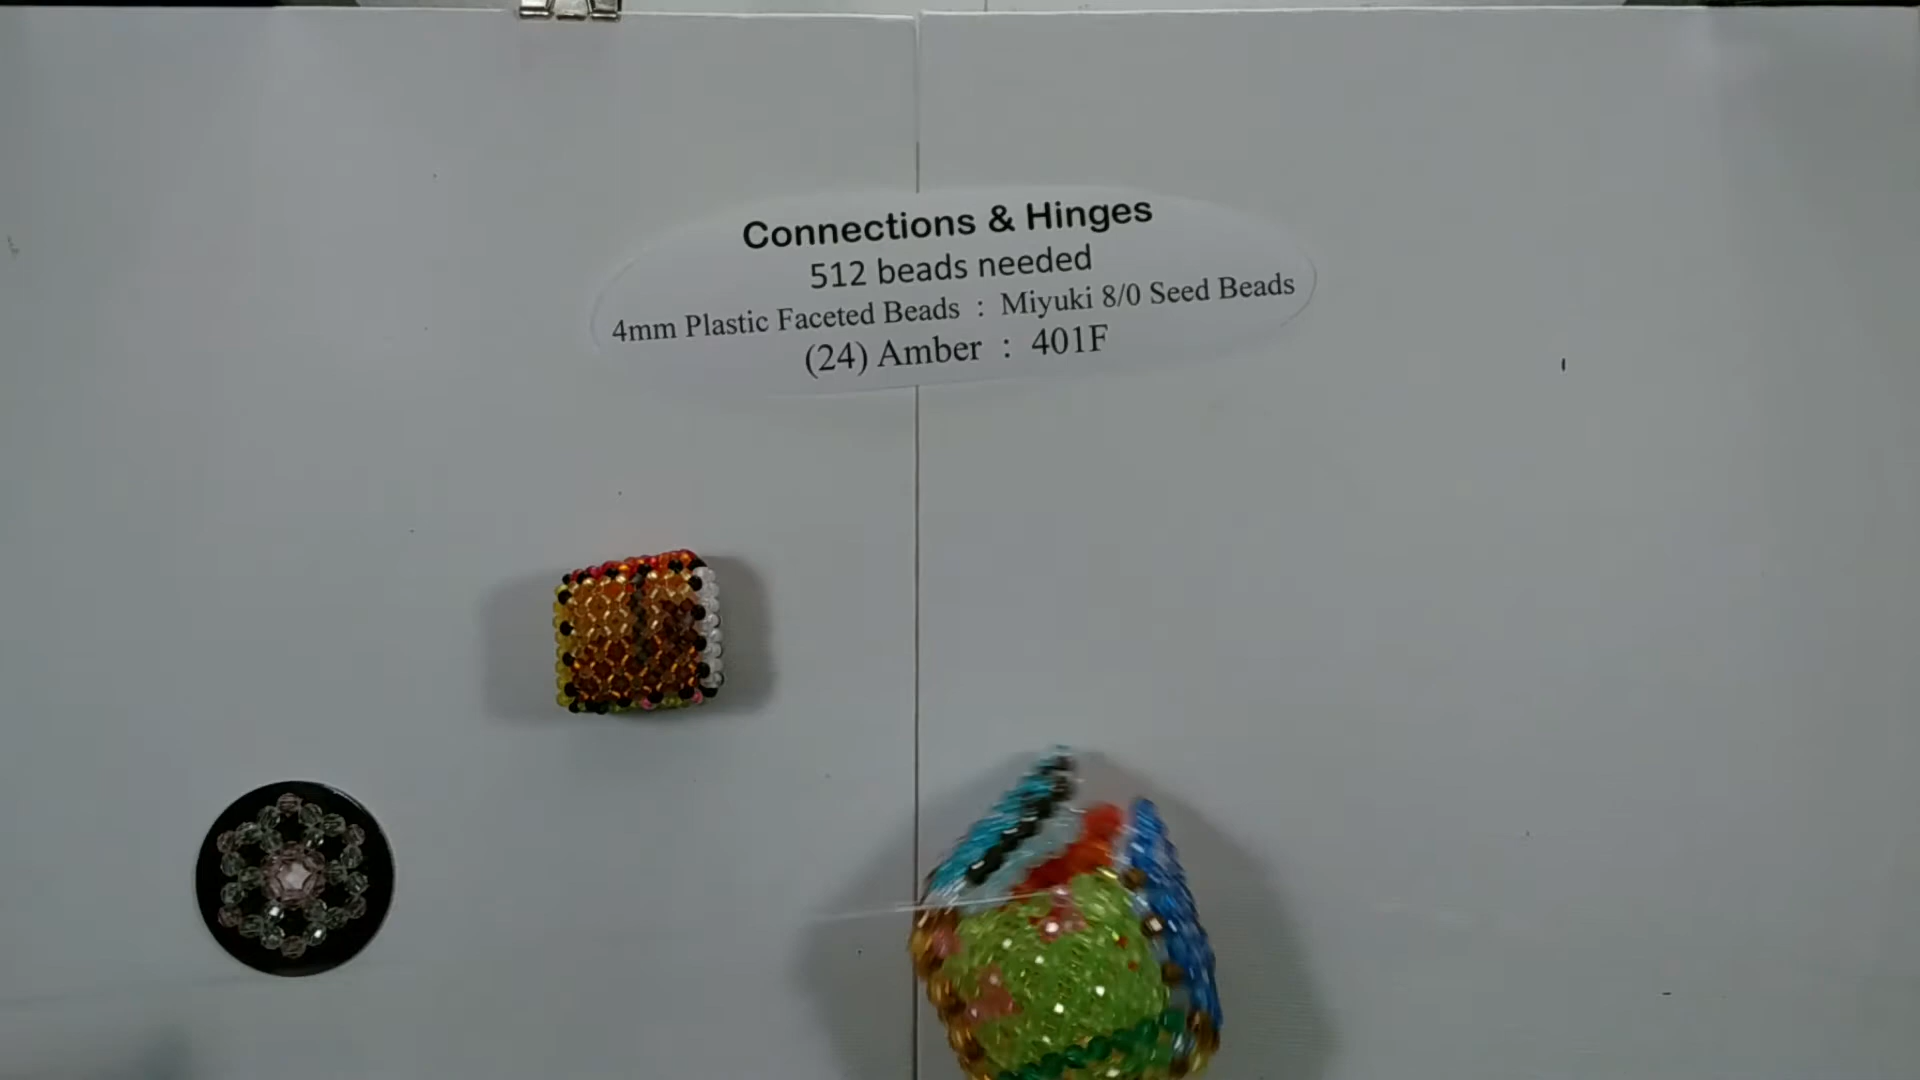 Connections & Hinges
512 beads needed
4mm Plastic Faceted Beads : Miyuki 8/0 Seed Beads
(24) Amber : 401F